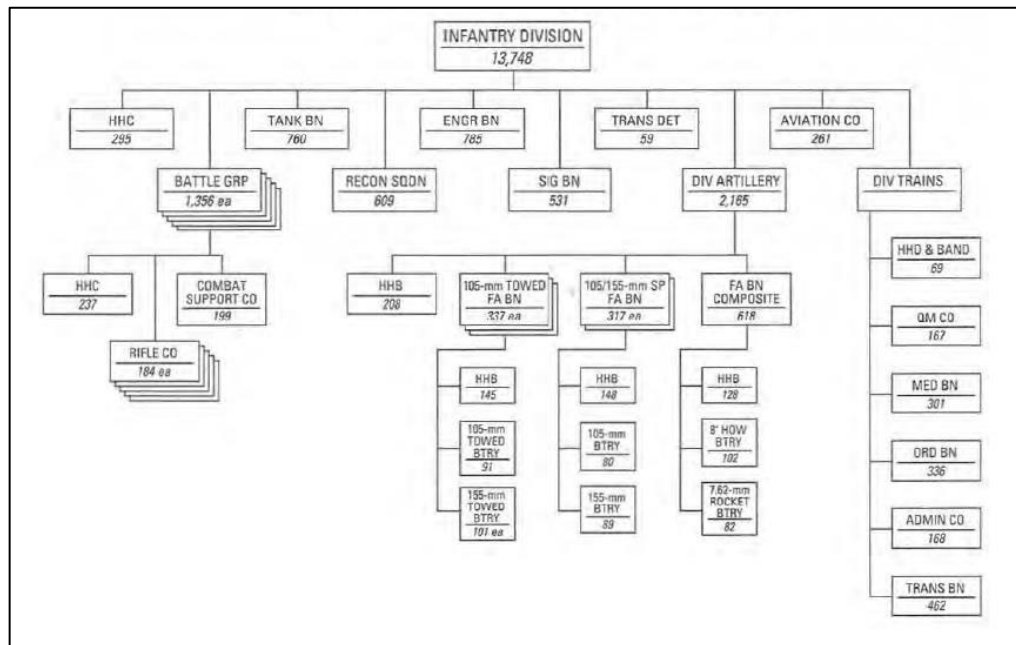 INFANTRY DIVISION
13,748
HHC
295
TANK BN
760
ENGR BN
785
TRANS DET
59
AVIATION CO
261
BATTLE GRP
1,356 ea
RECON SQDN
609
SIG BN
531
DIV ARTILLERY
2,165
DIV TRAINS
HHC
237
COMBAT
SUPPORT CO
199
RIFLE CO
184 ea
HHB
208
105-mm TOWED
FA BN
337 ea
105/155-mm SP
FA BN
317 ea
FA BN
COMPOSITE
618
HHB
145
105-mm
TOWED
BTRY
91
155-mm
TOWED
BTRY
101 ea
HHB
148
105-mm
BTRY
80
155-mm
BTRY
89
HHB
128
8" HOW
BTRY
102
7.62-mm
ROCKET
BTRY
82
HHD & BAND
69
QM CO
167
MED BN
301
ORD BN
336
ADMIN CO
168
TRANS BN
462